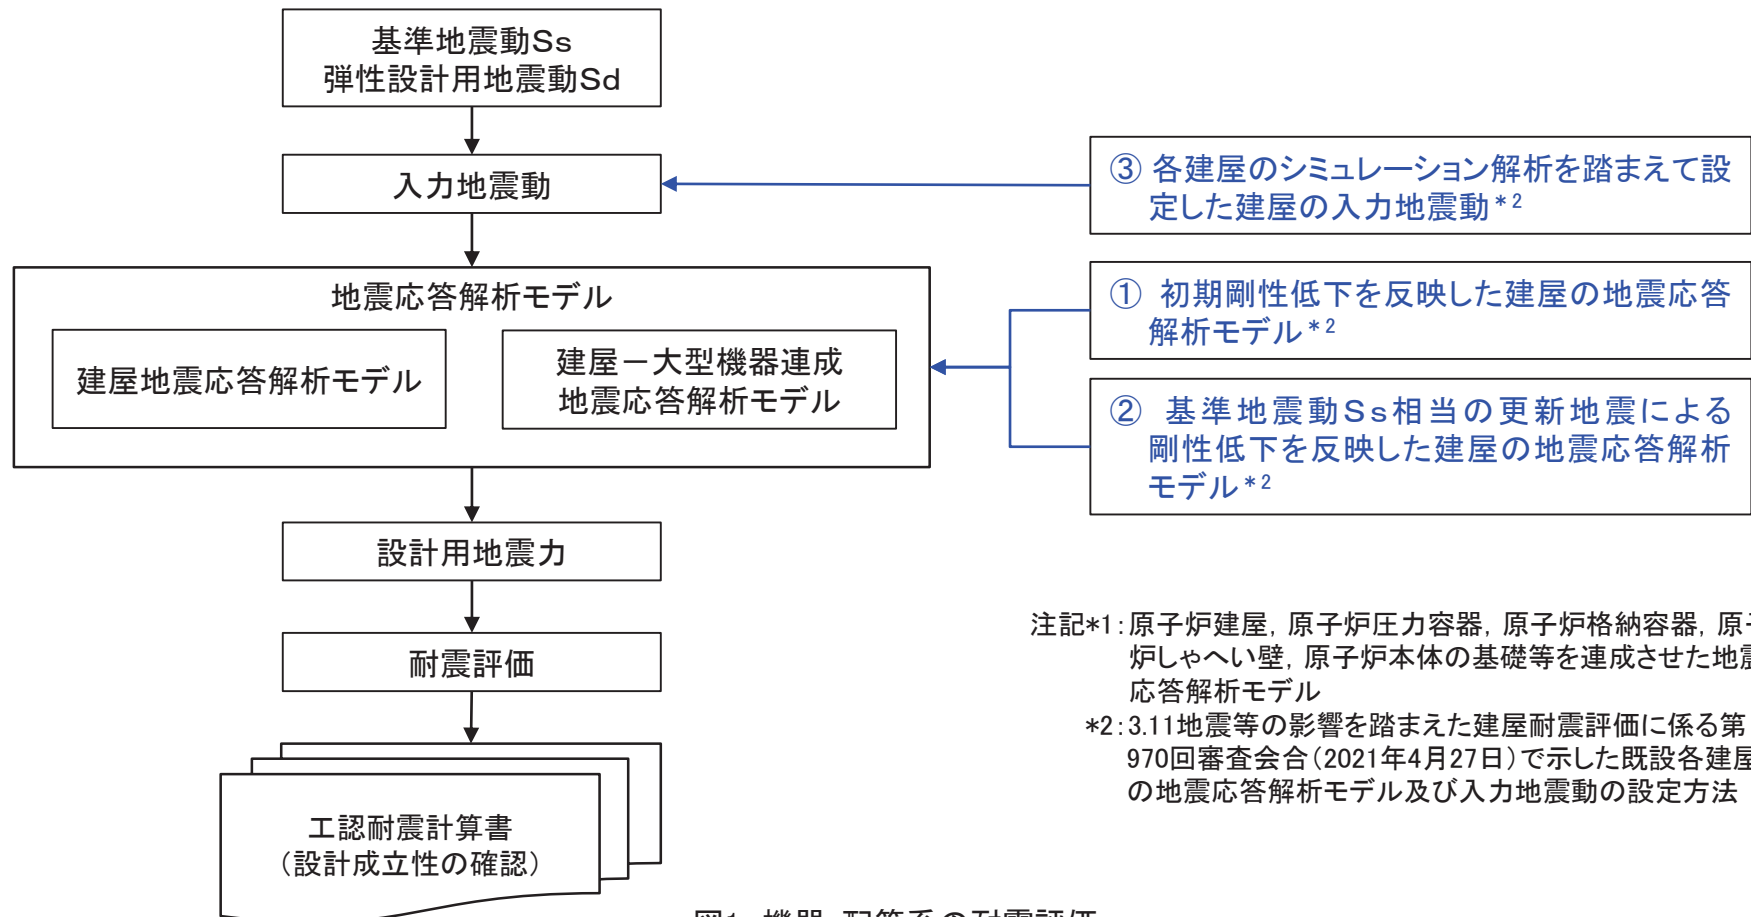 基準地震動Ss
弾性設計用地震動Sd
入力地震動
③ 各建屋のシミュレーション解析を踏まえて設
定した建屋の入力地震動*2
地震応答解析モデル
建屋地震応答解析モデル
建屋－大型機器連成
地震応答解析モデル
① 初期剛性低下を反映した建屋の地震応答
解析モデル*2
② 基準地震動Ss相当の更新地震による
剛性低下を反映した建屋の地震応答解析
モデル*2
設計用地震力
耐震評価
工認耐震計算書
（設計成立性の確認）
注記*1：原子炉建屋，原子炉圧力容器，原子炉格納容器，原子
炉しゃへい壁，原子炉本体の基礎等を連成させた地震
応答解析モデル
*2：3.11地震等の影響を踏まえた建屋耐震評価に係る第
970回審査会合（2021年4月27日）で示した既設各建屋
の地震応答解析モデル及び入力地震動の設定方法
図1 機器・配管系の耐震評価